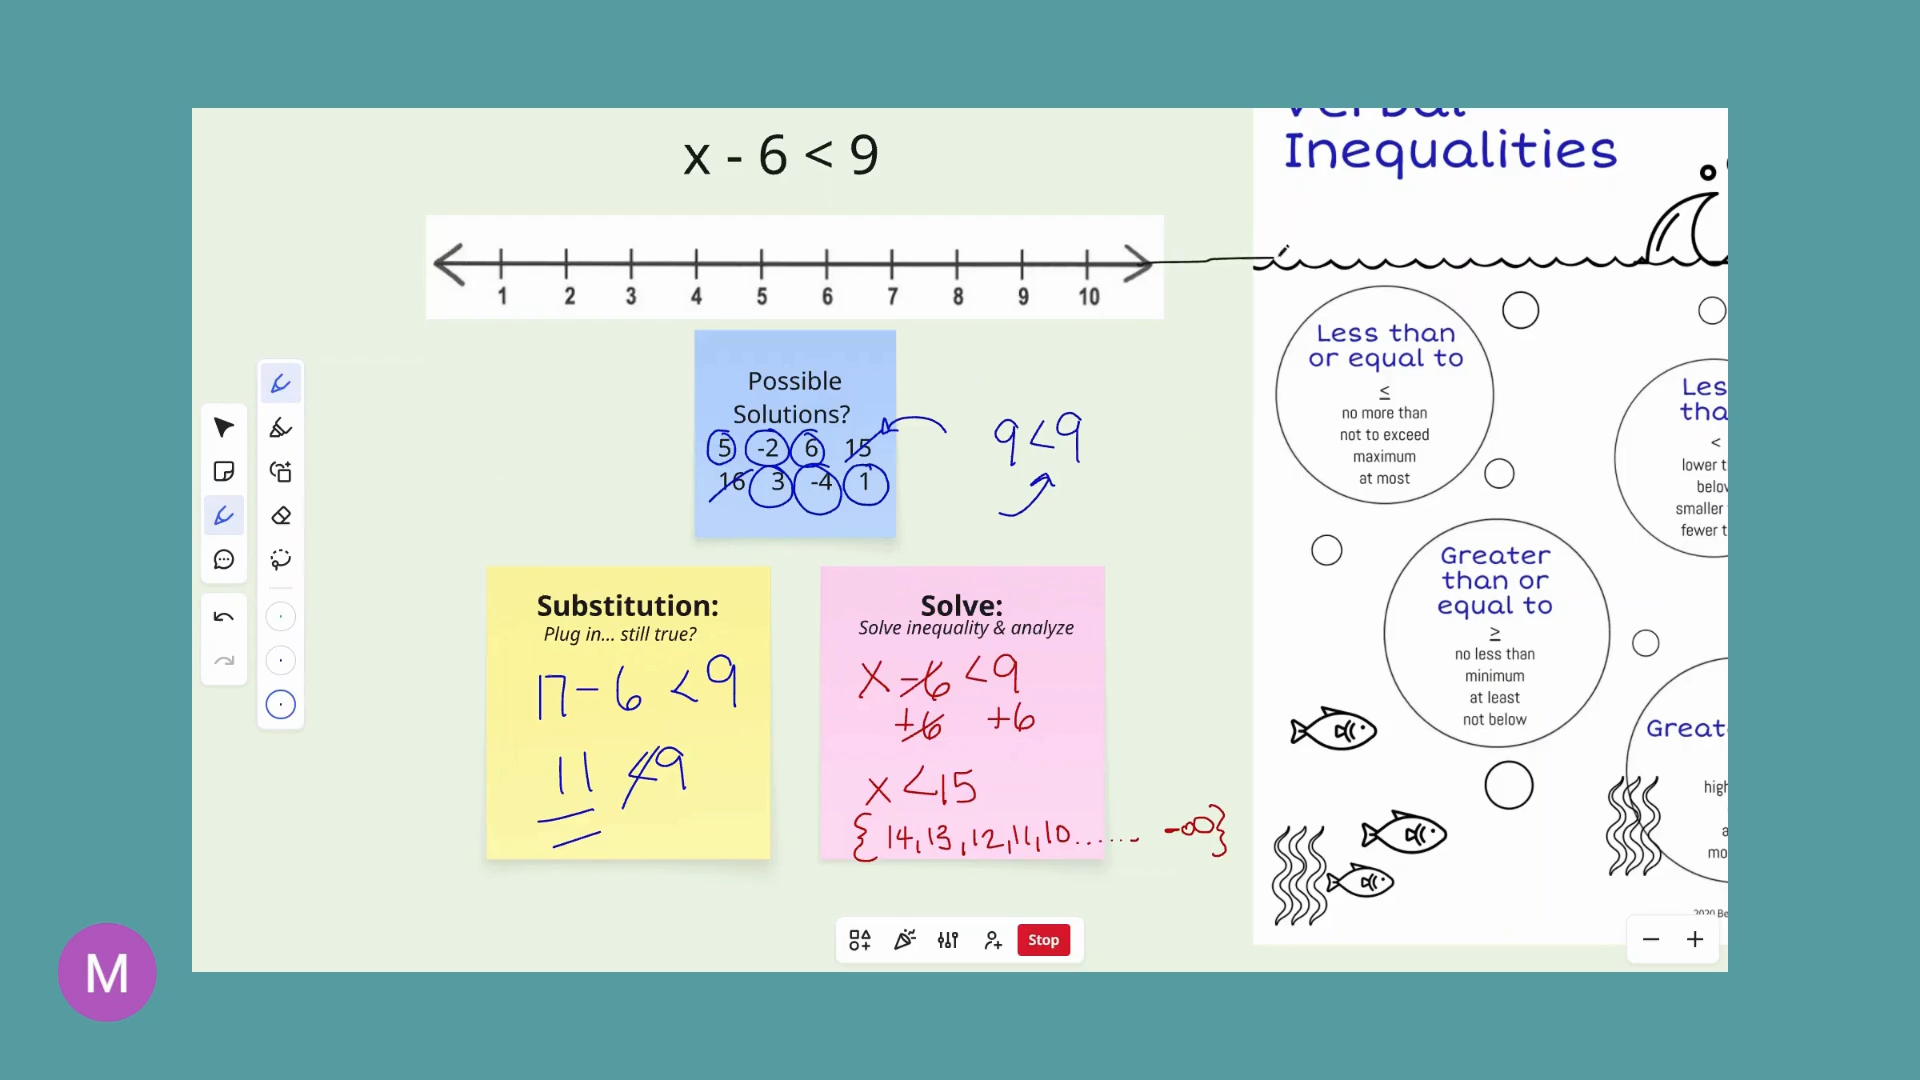 x - 6 < 9
Inequalities
1 2 3 4 5 6 7 8 9 10
Possible
Solutions?
5 -2 6 15
16 3 -4 1
9<9
Substitution:
Plug in... still true?
17-6 <9
11 <9
Solve:
Solve inequality & analyze
x-6<9
+6 +6
x<15
{14,13,12,11,10...... -∞}
Less than
or equal to
≤
no more than
not to exceed
maximum
at most
Greater
than or
equal to
≥
no less than
minimum
at least
not below
<
Stop
M